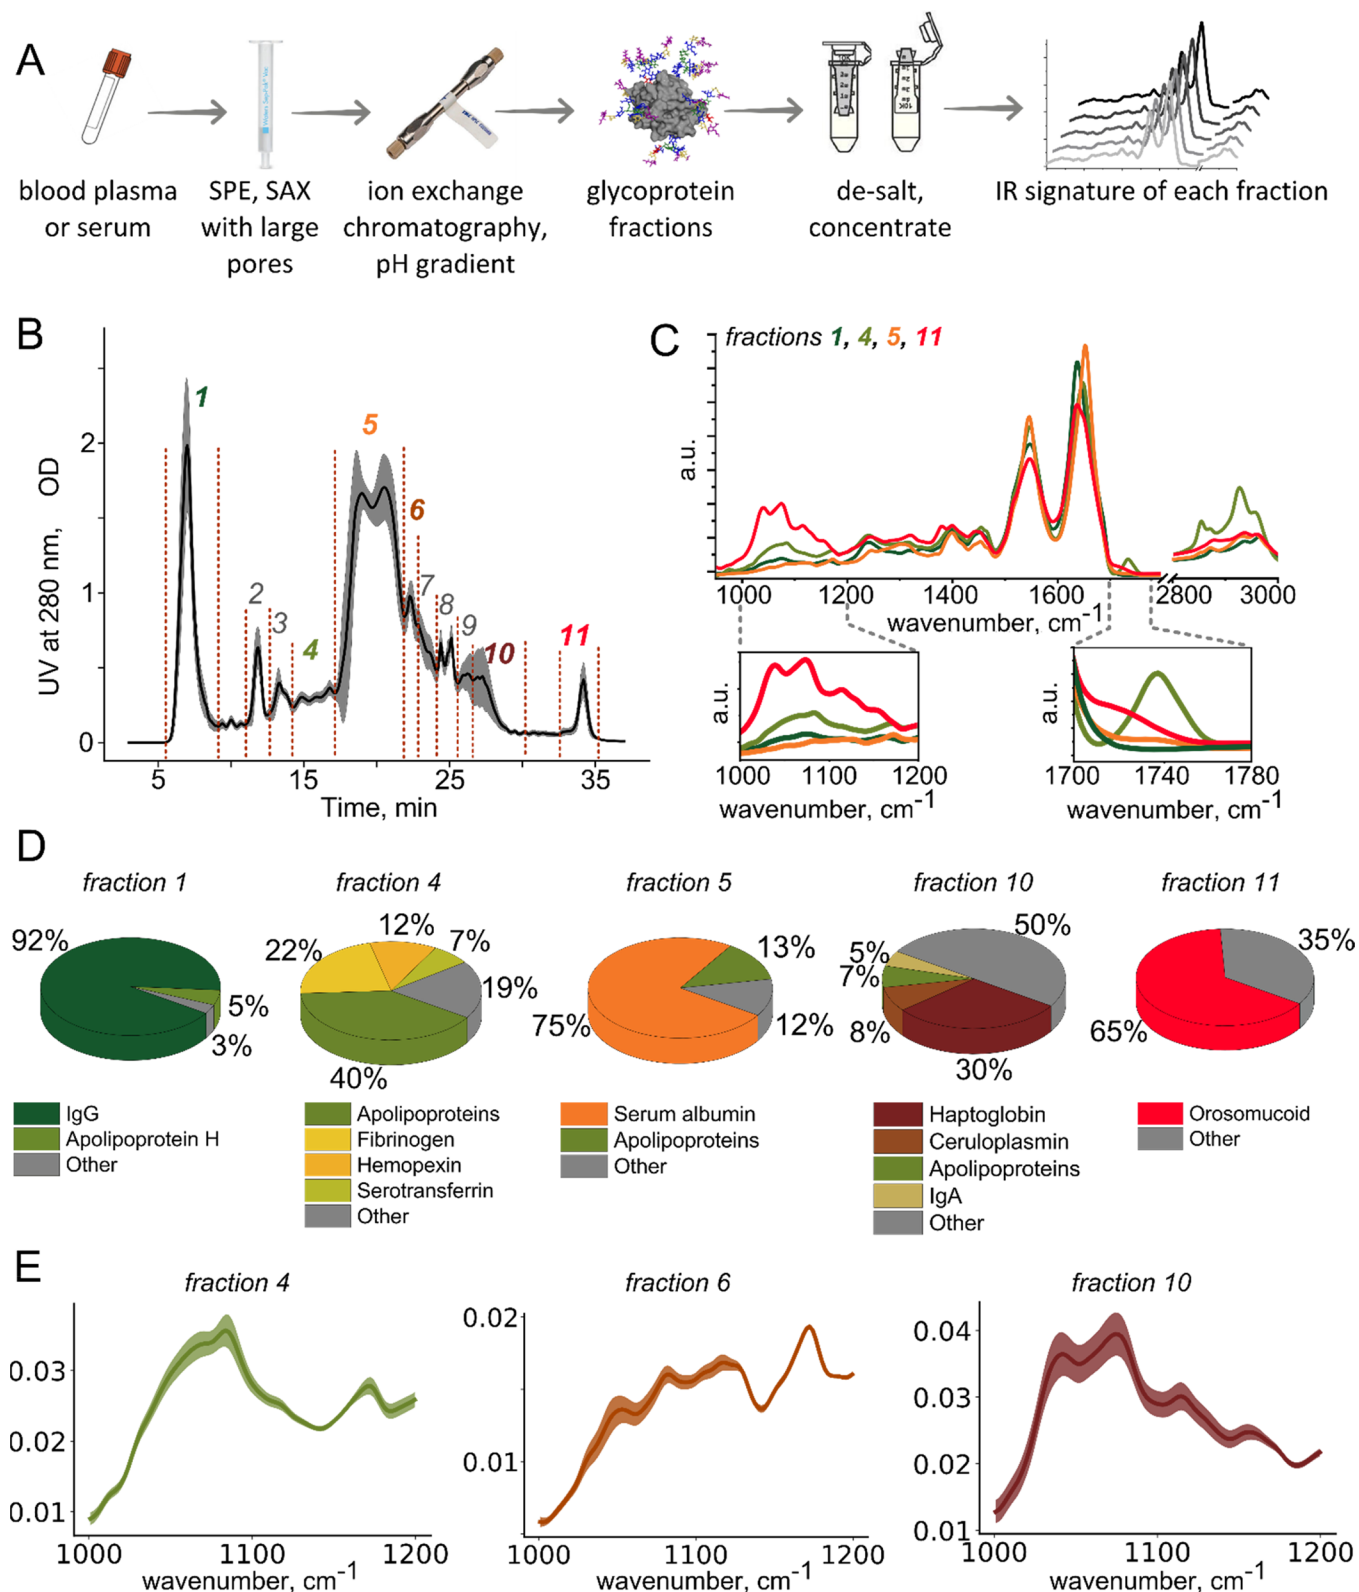 A
blood plasma
or serum
SPE, SAX
with large
pores
ion exchange
chromatography,
pH gradient
glycoprotein
fractions
de-salt,
concentrate
IR signature of each fraction
B
UV at 280 nm, OD
2
1
0
1
2
3
4
5
6
7
8
9
10
11
5
15
25
35
Time, min
C
fractions 1, 4, 5, 11
a.u.
1000
1200
1400
1600
2800
3000
wavenumber, cm-1
a.u.
1000
1100
1200
wavenumber, cm-1
a.u.
1700
1740
1780
wavenumber, cm-1
D
fraction 1
92%
5%
3%
IgG
Apolipoprotein H
Other
fraction 4
12%
22%
7%
19%
40%
Apolipoproteins
Fibrinogen
Hemopexin
Serotransferrin
Other
fraction 5
13%
75%
12%
Serum albumin
Apolipoproteins
Other
fraction 10
50%
5%
7%
8%
30%
Haptoglobin
Ceruloplasmin
Apolipoproteins
IgA
Other
fraction 11
35%
65%
Orosomucoid
Other
E
fraction 4
0.03
0.02
0.01
1000
1100
1200
wavenumber, cm-1
fraction 6
0.02
0.01
1000
1100
1200
wavenumber, cm-1
fraction 10
0.04
0.03
0.02
0.01
1000
1100
1200
wavenumber, cm-1